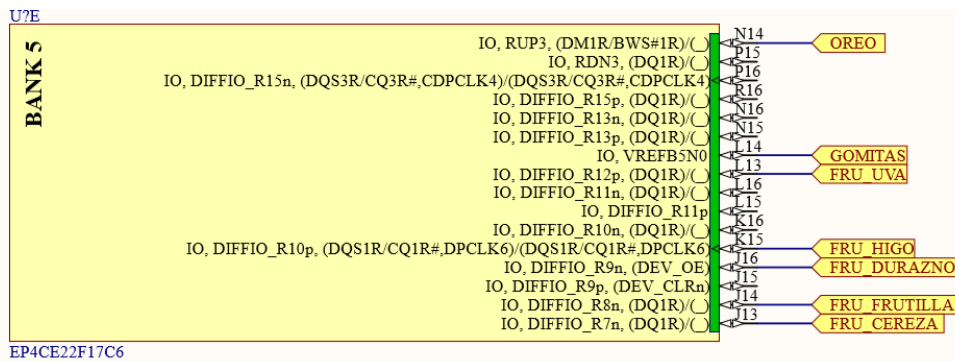 U?E
BANK 5
IO, RUP3, (DM1R/BWS#1R)/(_) N14 OREO
IO, RDN3, (DQ1R)/(_) P15
IO, DIFFIO_R15n, (DQS3R/CQ3R#,CDPCLK4)/(DQS3R/CQ3R#,CDPCLK4) P16
IO, DIFFIO_R15p, (DQ1R)/(_) R16
IO, DIFFIO_R13n, (DQ1R)/(_) N16
IO, DIFFIO_R13p, (DQ1R)/(_) N15
IO, VREFB5N0 L14 GOMITAS
IO, DIFFIO_R12p, (DQ1R)/(_) L13 FRU_UVA
IO, DIFFIO_R11n, (DQ1R)/(_) L16
IO, DIFFIO_R11p L15
IO, DIFFIO_R10n, (DQ1R)/(_) K16
IO, DIFFIO_R10p, (DQS1R/CQ1R#,DPCLK6)/(DQS1R/CQ1R#,DPCLK6) K15 FRU_HIGO
IO, DIFFIO_R9n, (DEV_OE) J16 FRU_DURAZNO
IO, DIFFIO_R9p, (DEV_CLRn) J15
IO, DIFFIO_R8n, (DQ1R)/(_) J14 FRU_FRUTILLA
IO, DIFFIO_R7n, (DQ1R)/(_) J13 FRU_CEREZA
EP4CE22F17C6